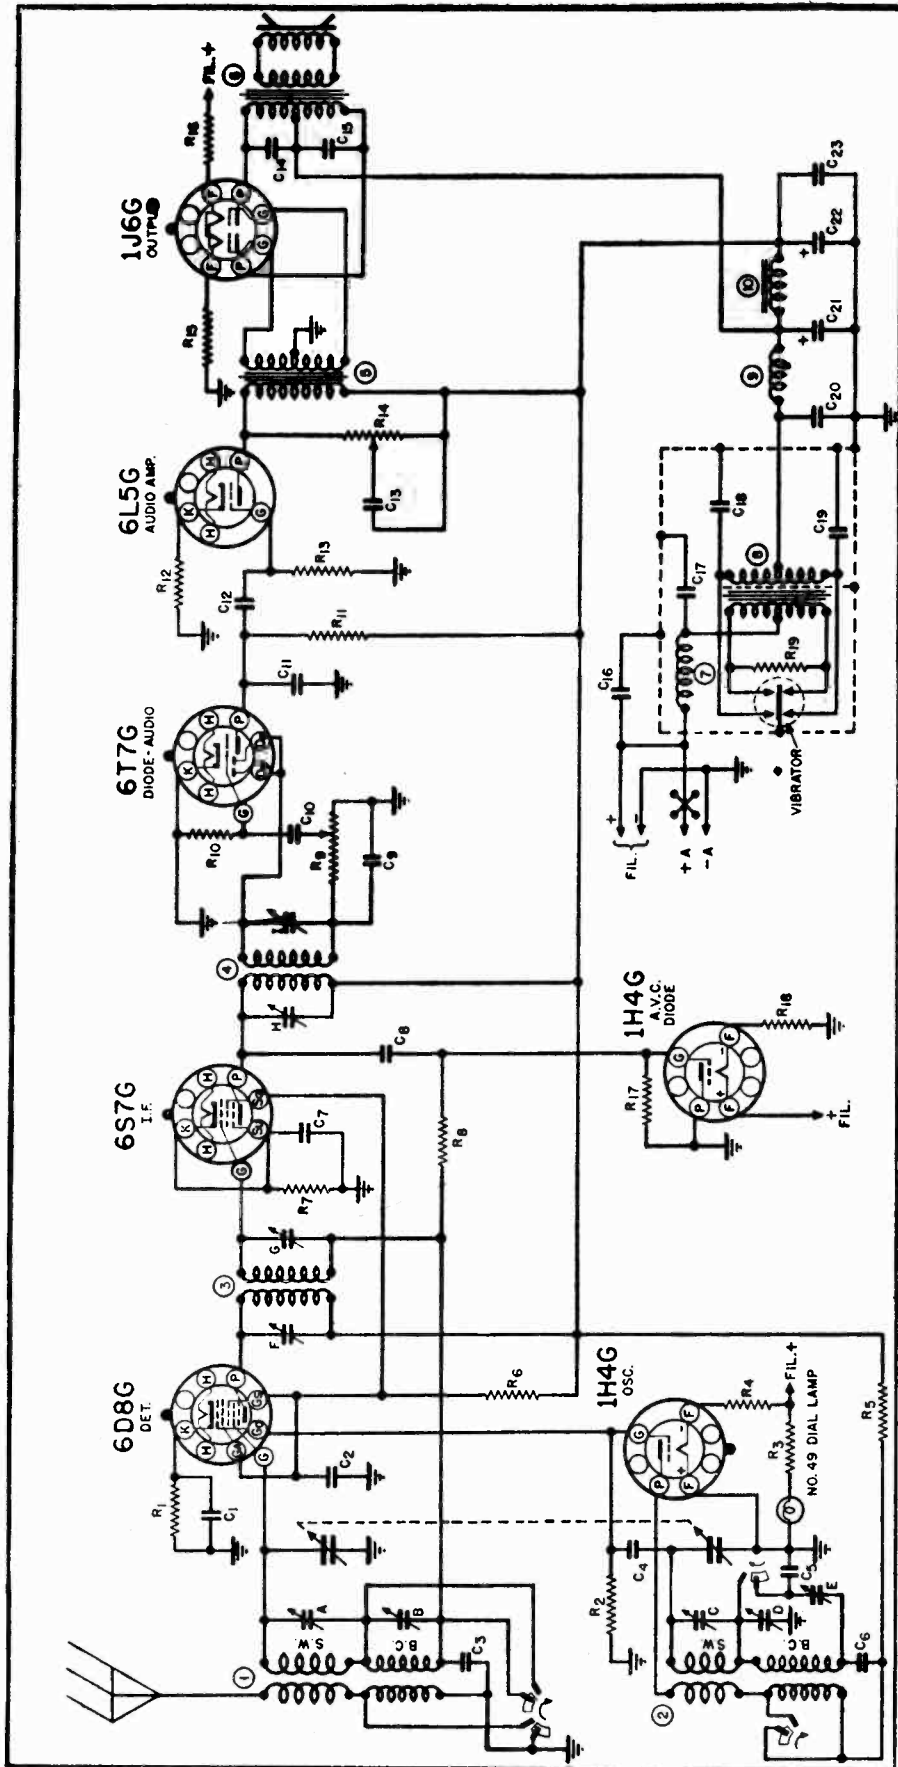 6D8G
DET.
6S7G
I.F.
6T7G
DIODE-AUDIO
6L5G
AUDIO AMP.
1J6G
R1
C1
K
H
H
P
GA
GO
GS
G
C2
R6
F
3
G
K
H
H
P
G
R7
C7
C8
R8
H
4
K
H
H
P
G
R10
C10
R9
C9
C11
R11
C12
R12
K
H
H
P
G
R13
C13
R14
5
R15
F
F
P
P
G
G
R16
FIL.+
6
C14
C15
1
S.W.
A
B.C.
B
C3
R2
C4
2
S.W.
C
B.C.
D
C5
E
C6
1H4G
OSC.
G
P
F
F
+
-
R4
R3
FIL.+
NO. 49 DIAL LAMP
R5
1H4G
A.V.C.
DIODE
R17
G
P
F
F
+
-
R18
+
FIL.
FIL.
+
-
+A
-A
C16
7
C17
VIBRATOR
R19
8
C18
C19
9
10
C20
+
C21
+
C22
C23